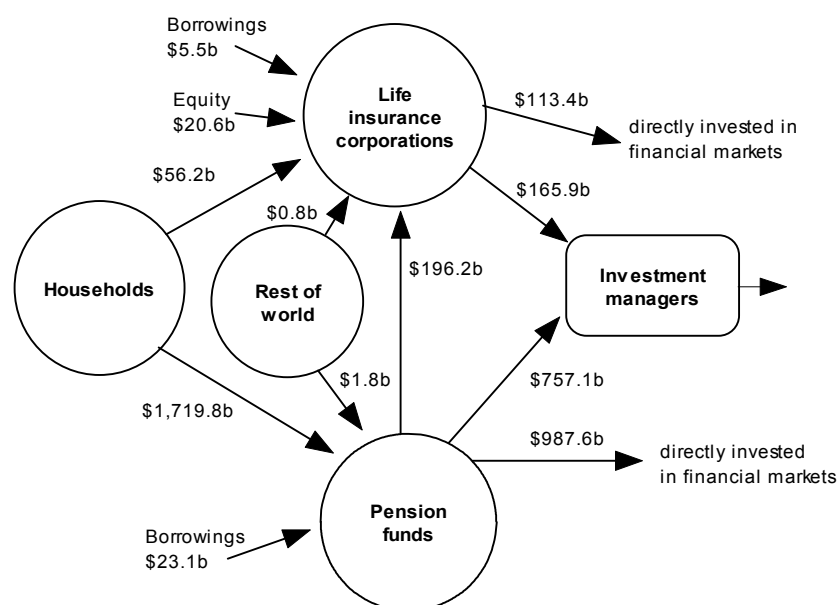 Borrowings
$5.5b
Equity
$20.6b
Life
insurance
corporations
$113.4b
directly invested in
financial markets
$56.2b
$165.9b
$0.8b
$196.2b
Households
Rest of
world
Investment
managers
$1,719.8b
$1.8b
$757.1b
$987.6b
directly invested
in financial markets
Pension
funds
Borrowings
$23.1b